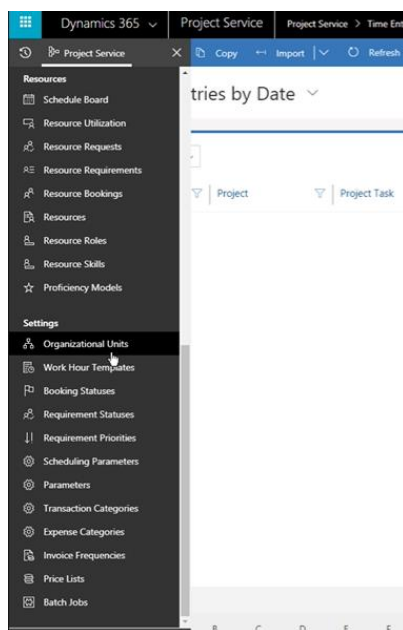 Dynamics 365
Project Service
Project Service > Time Ent
Project Service
Copy
Import
Refresh
Resources
tries by Date
Schedule Board
Resource Utilization
Resource Requests
Resource Requirements
Resource Bookings
Project
Project Task
Resources
Resource Roles
Resource Skills
Proficiency Models
Settings
Organizational Units
Work Hour Templates
Booking Statuses
Requirement Statuses
Requirement Priorities
Scheduling Parameters
Parameters
Transaction Categories
Expense Categories
Invoice Frequencies
Price Lists
Batch Jobs